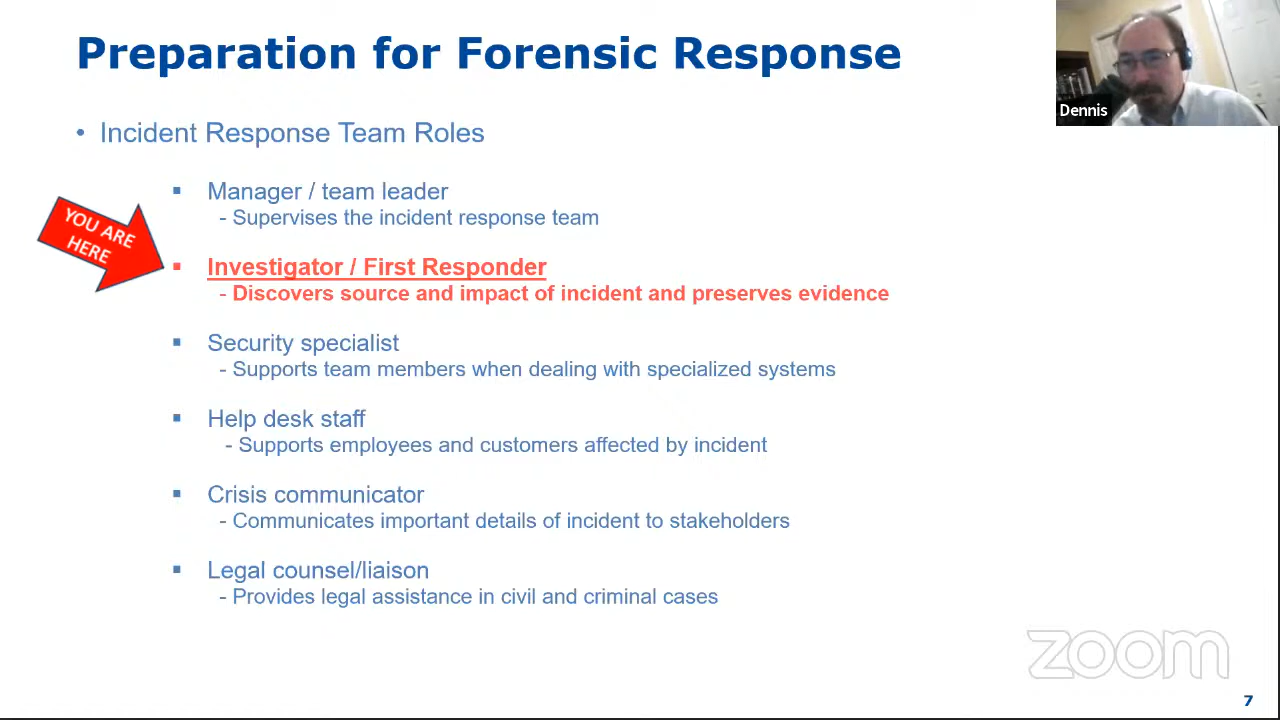 Preparation for Forensic Response
Dennis
• Incident Response Team Roles
▪ Manager / team leader
- Supervises the incident response team
YOU ARE
HERE
▪ Investigator / First Responder
- Discovers source and impact of incident and preserves evidence
▪ Security specialist
- Supports team members when dealing with specialized systems
▪ Help desk staff
- Supports employees and customers affected by incident
▪ Crisis communicator
- Communicates important details of incident to stakeholders
▪ Legal counsel/liaison
- Provides legal assistance in civil and criminal cases
zoom
7